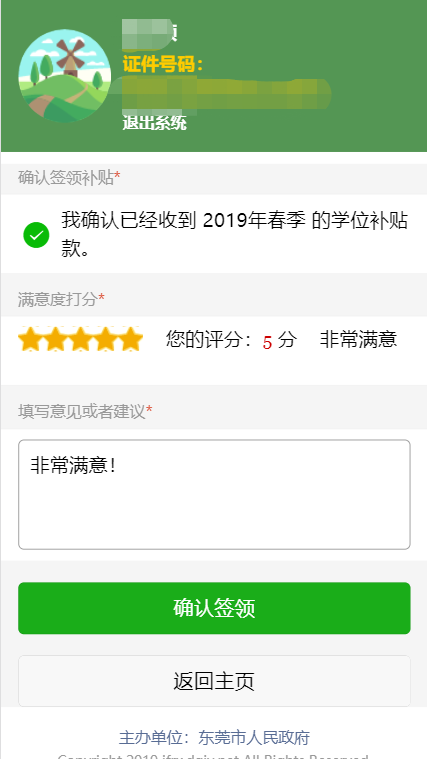 证件号码：
退出系统
确认签领补贴*
我确认已经收到 2019年春季 的学位补贴
款。
满意度打分*
您的评分：5 分 非常满意
填写意见或者建议*
非常满意！
确认签领
返回主页
主办单位：东莞市人民政府